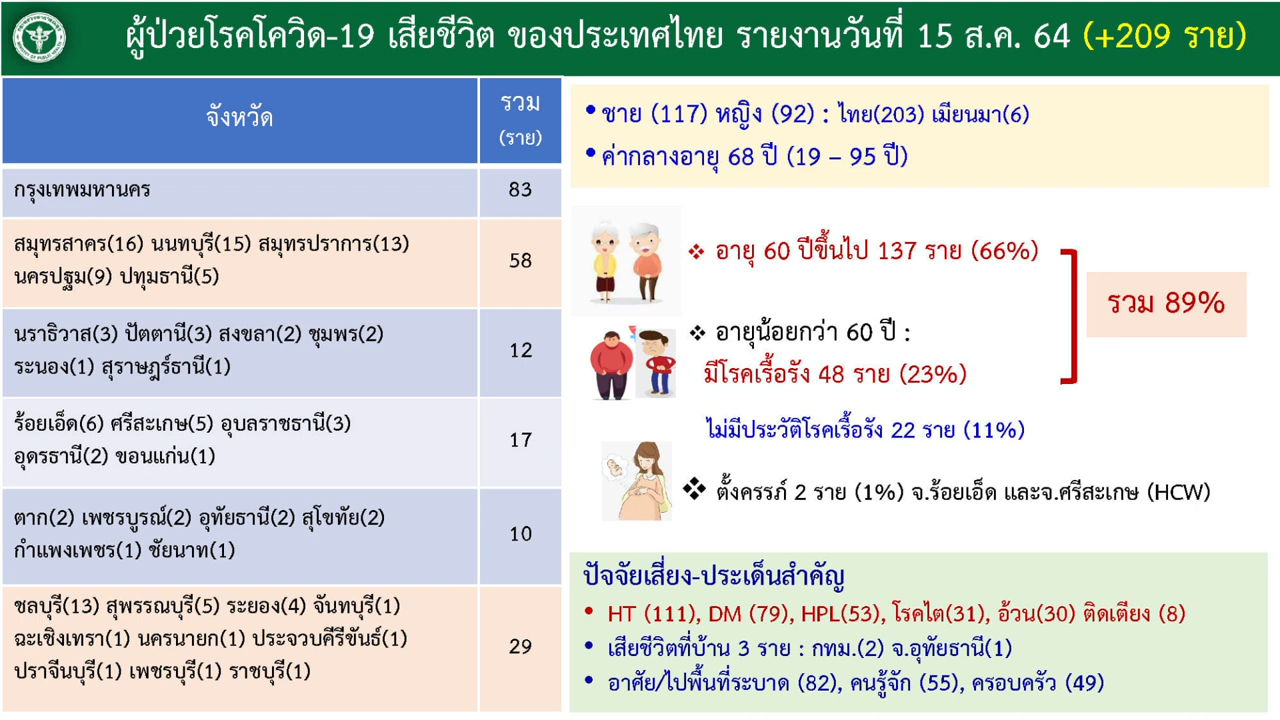 ผู้ป่วยโรคโควิด-19 เสียชีวิต ของประเทศไทย รายงานวันที่ 15 ส.ค. 64 (+209 ราย)
จังหวัด
รวม
(ราย)
กรุงเทพมหานคร
83
สมุทรสาคร(16) นนทบุรี(15) สมุทรปราการ(13)
นครปฐม(9) ปทุมธานี(5)
58
นราธิวาส(3) ปัตตานี(3) สงขลา(2) ชุมพร(2)
ระนอง(1) สุราษฎร์ธานี(1)
12
ร้อยเอ็ด(6) ศรีสะเกษ(5) อุบลราชธานี(3)
อุดรธานี(2) ขอนแก่น(1)
17
ตาก(2) เพชรบูรณ์(2) อุทัยธานี(2) สุโขทัย(2)
กำแพงเพชร(1) ชัยนาท(1)
10
ชลบุรี(13) สุพรรณบุรี(5) ระยอง(4) จันทบุรี(1)
ฉะเชิงเทรา(1) นครนายก(1) ประจวบคีรีขันธ์(1)
ปราจีนบุรี(1) เพชรบุรี(1) ราชบุรี(1)
29
• ชาย (117) หญิง (92) : ไทย(203) เมียนมา(6)
• ค่ากลางอายุ 68 ปี (19 – 95 ปี)
❖ อายุ 60 ปีขึ้นไป 137 ราย (66%)
รวม 89%
❖ อายุน้อยกว่า 60 ปี :
มีโรคเรื้อรัง 48 ราย (23%)
ไม่มีประวัติโรคเรื้อรัง 22 ราย (11%)
❖ ตั้งครรภ์ 2 ราย (1%) จ.ร้อยเอ็ด และจ.ศรีสะเกษ (HCW)
ปัจจัยเสี่ยง-ประเด็นสำคัญ
• HT (111), DM (79), HPL(53), โรคไต(31), อ้วน(30) ติดเตียง (8)
• เสียชีวิตที่บ้าน 3 ราย : กทม.(2) จ.อุทัยธานี(1)
• อาศัย/ไปพื้นที่ระบาด (82), คนรู้จัก (55), ครอบครัว (49)